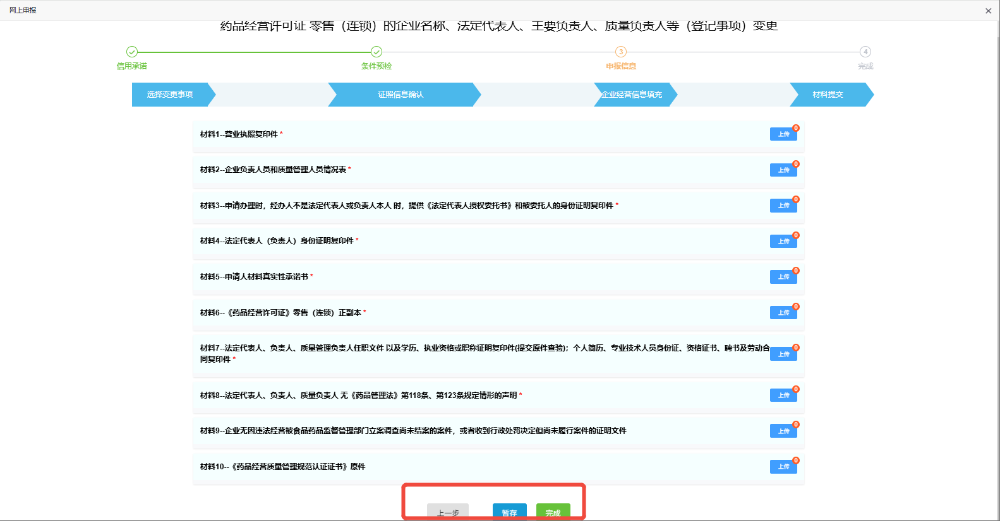 网上申报
药品经营许可证 零售（连锁）的企业名称、法定代表人、主要负责人、质量负责人等（登记事项）变更
3
4
信用承诺
条件预检
申报信息
完成
选择变更事项
证照信息确认
企业经营信息填充
材料提交
材料1--营业执照复印件 *
上传
0
材料2--企业负责人员和质量管理人员情况表 *
上传
0
材料3--申请办理时，经办人不是法定代表人或负责人本人 时，提供《法定代表人授权委托书》和被委托人的身份证明复印件 *
上传
0
材料4--法定代表人（负责人）身份证明复印件 *
上传
0
材料5--申请人材料真实性承诺书 *
上传
0
材料6--《药品经营许可证》零售（连锁）正副本 *
上传
0
材料7--法定代表人、负责人、质量管理负责人任职文件 以及学历、执业资格或职称证明复印件(提交原件查验)；个人简历、专业技术人员身份证、资格证书、聘书及劳动合
同复印件 *
上传
0
材料8--法定代表人、负责人、质量负责人 无《药品管理法》第118条、第123条规定情形的声明 *
上传
0
材料9--企业无因违法经营被食品药品监督管理部门立案调查尚未结案的案件，或者收到行政处罚决定但尚未履行案件的证明文件
上传
0
材料10--《药品经营质量管理规范认证证书》原件
上传
0
上一步
暂存
完成